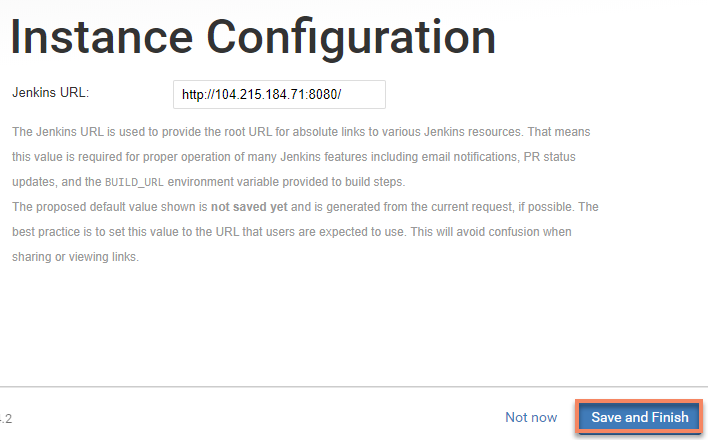 Instance Configuration
Jenkins URL: http://104.215.184.71:8080/
The Jenkins URL is used to provide the root URL for absolute links to various Jenkins resources. That means
this value is required for proper operation of many Jenkins features including email notifications, PR status
updates, and the BUILD_URL environment variable provided to build steps.
The proposed default value shown is not saved yet and is generated from the current request, if possible. The
best practice is to set this value to the URL that users are expected to use. This will avoid confusion when
sharing or viewing links.
.2 Not now Save and Finish